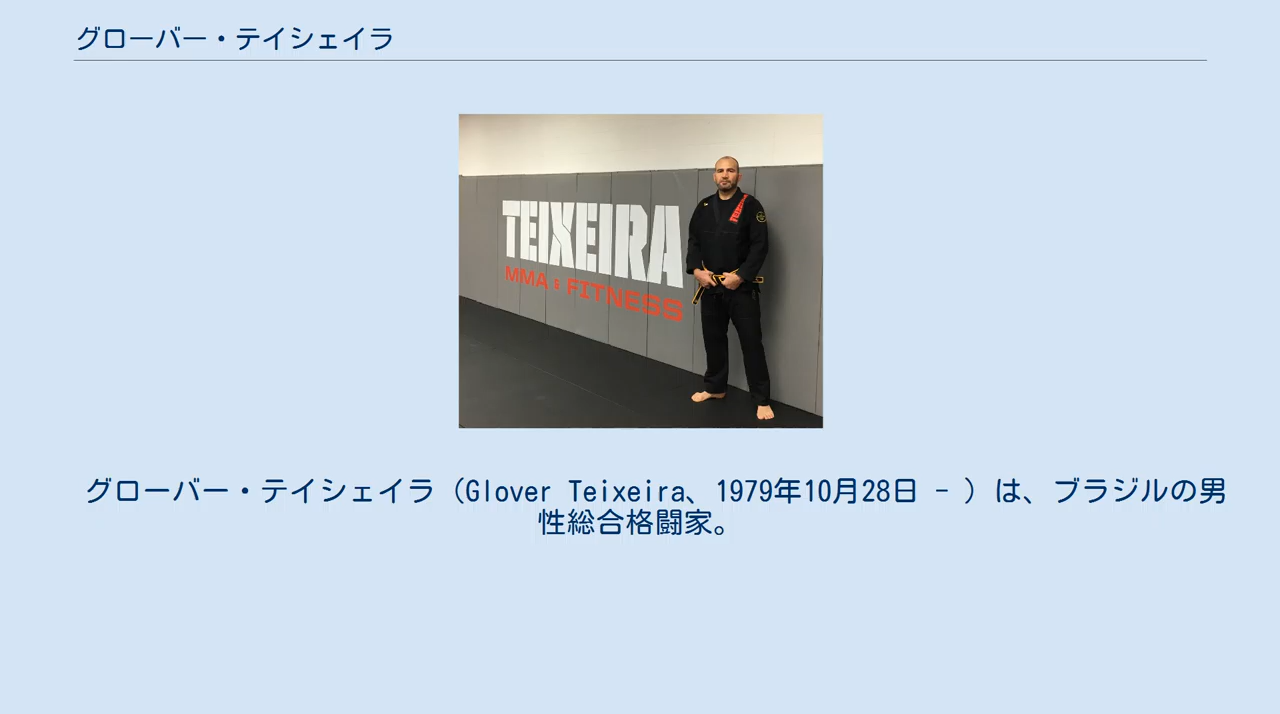 グローバー・テイシェイラ
TEIXEIRA
MMA & FITNESS
グローバー・テイシェイラ（Glover Teixeira、1979年10月28日 - ）は、ブラジルの男
性総合格闘家。